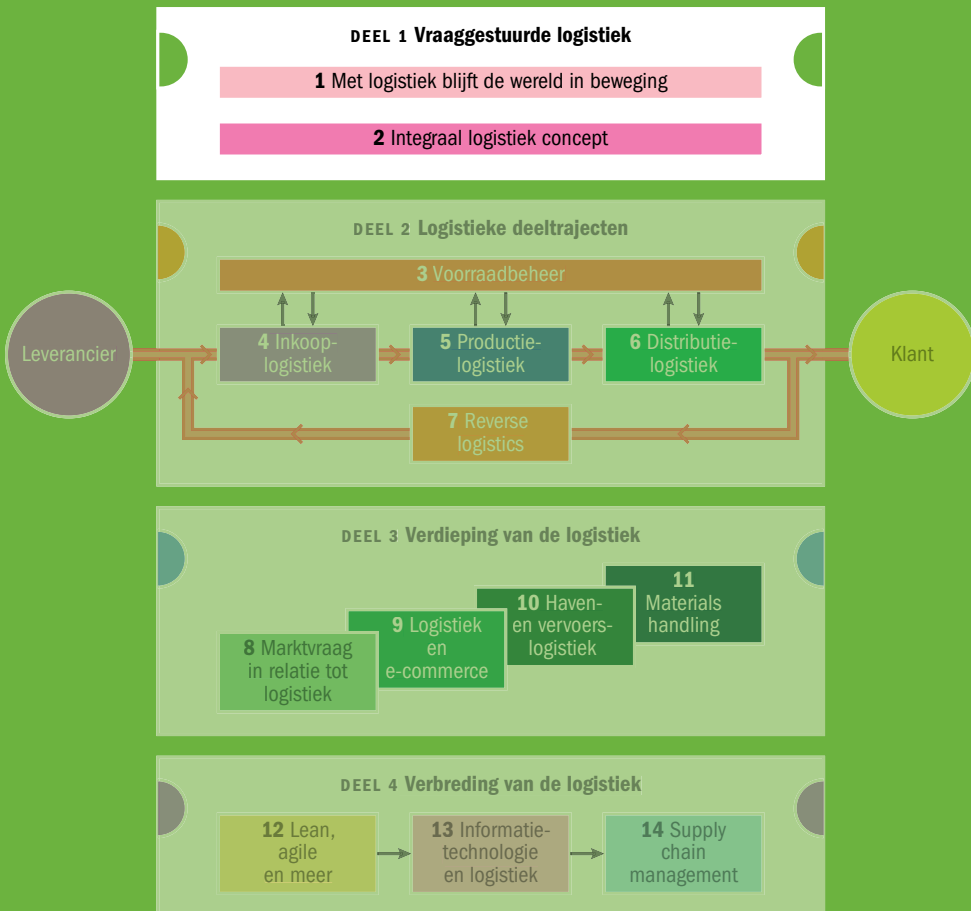 DEEL 1 Vraaggestuurde logistiek
1 Met logistiek blijft de wereld in beweging
2 Integraal logistiek concept
DEEL 2 Logistieke deeltrajecten
3 Voorraadbeheer
Leverancier
4 Inkoop-
logistiek
5 Productie-
logistiek
6 Distributie-
logistiek
Klant
7 Reverse
logistics
DEEL 3 Verdieping van de logistiek
8 Marktvraag
in relatie tot
logistiek
9 Logistiek
en
e-commerce
10 Haven-
en vervoers-
logistiek
11
Materials
handling
DEEL 4 Verbreding van de logistiek
12 Lean,
agile
en meer
13 Informatie-
technologie
en logistiek
14 Supply
chain
management